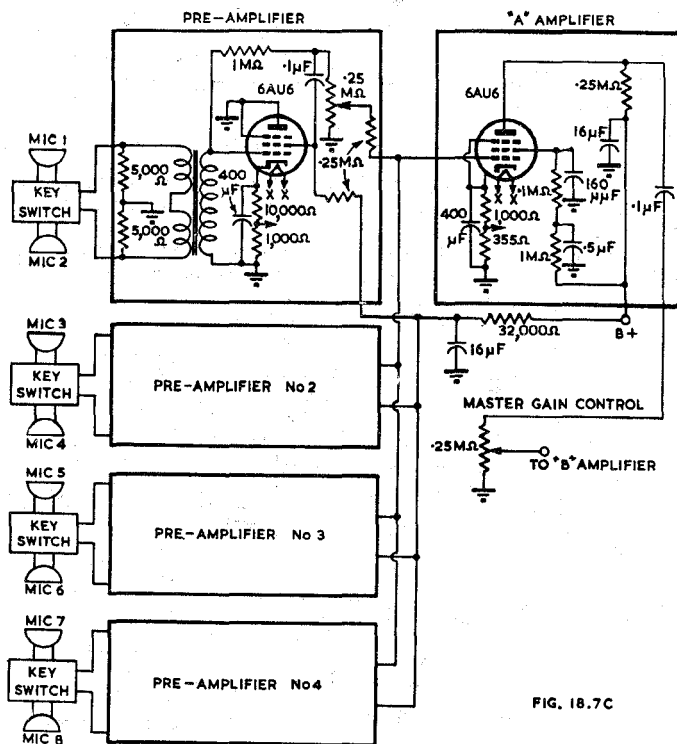 PRE-AMPLIFIER
"A" AMPLIFIER
1MΩ
.1µF
.25
MΩ
6AU6
MIC 1
KEY
SWITCH
MIC 2
5,000
Ω
5,000
Ω
400
µF
X X
10,000Ω
1,000Ω
.25MΩ
6AU6
.25MΩ
16µF
.1MΩ
160
µµF
X X
400
µF
1,000Ω
355Ω
1MΩ
.5µF
.1µF
32,000Ω
B+
16µF
MIC 3
KEY
SWITCH
MIC 4
PRE-AMPLIFIER No 2
MASTER GAIN CONTROL
.25MΩ
TO "B" AMPLIFIER
MIC 5
KEY
SWITCH
MIC 6
PRE-AMPLIFIER No 3
MIC 7
KEY
SWITCH
MIC 8
PRE-AMPLIFIER No 4
FIG. 18.7C